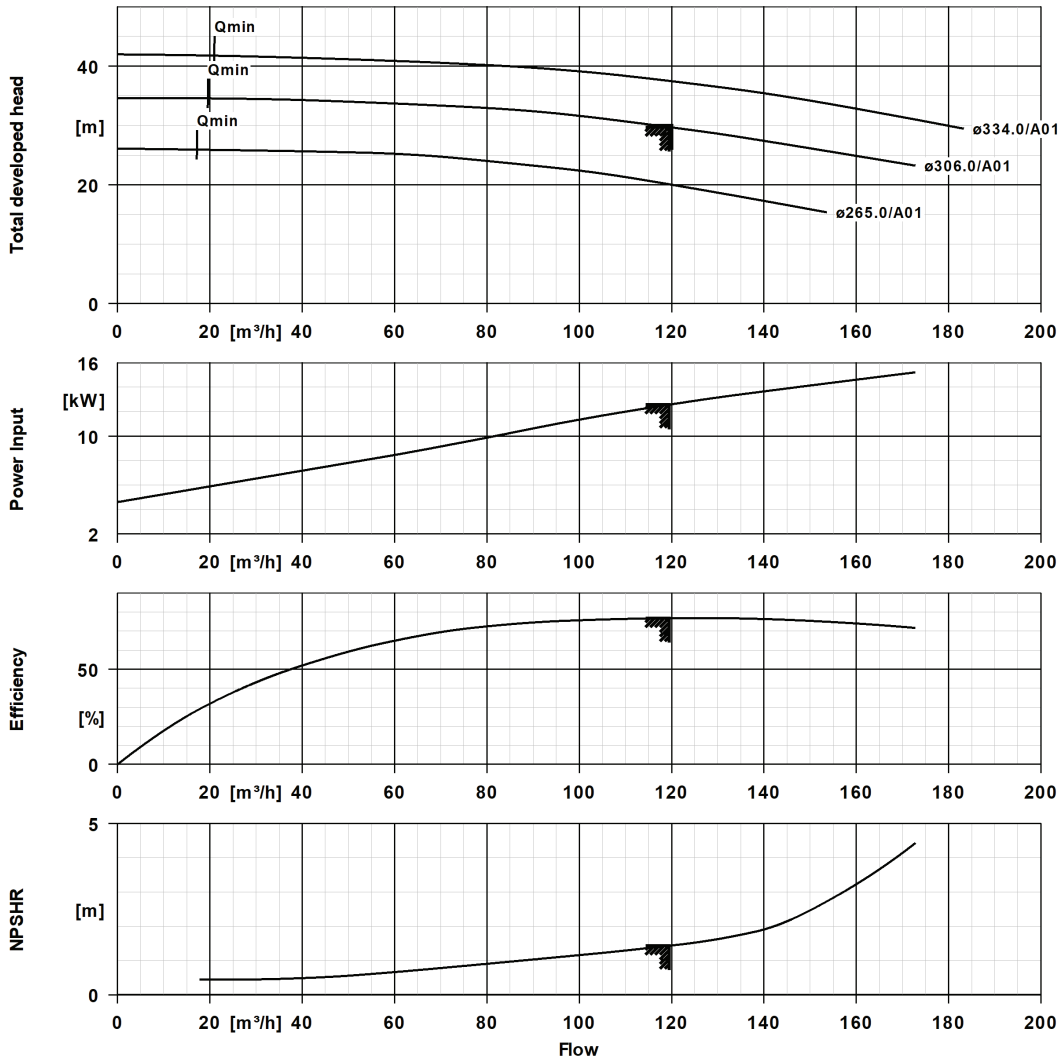 Qmin
Qmin
Qmin
Total developed head
[m]
40
20
0
ø334.0/A01
ø306.0/A01
ø265.0/A01
0 20 [m³/h] 40 60 80 100 120 140 160 180 200
Power Input
16
[kW]
10
2
0 20 [m³/h] 40 60 80 100 120 140 160 180 200
Efficiency
50
[%]
0
0 20 [m³/h] 40 60 80 100 120 140 160 180 200
NPSHR
5
[m]
0
0 20 [m³/h] 40 60 80 100 120 140 160 180 200
Flow